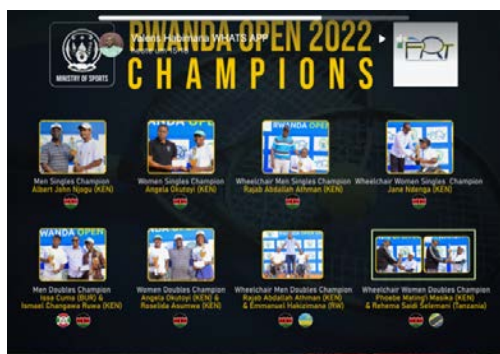 Valens Habimana WHATS APP
RWANDA OPEN 2022
CHAMPIONS
MINISTRY OF SPORTS
Men Singles Champion
Albert John Njogu (KEN)
Women Singles Champion
Angela Okutoyi (KEN)
Wheelchair Men Singles Champion
Rajab Abdallah Athman (KEN)
Wheelchair Women Singles Champion
Jane Ndenga (KEN)
Men Doubles Champion
Issa Cuma (BUR) &
Ismael Changawa Ruwa (KEN)
Women Doubles Champion
Angela Okutoyi (KEN) &
Roselida Asumwa (KEN)
Wheelchair Men Doubles Champion
Rajab Abdallah Athman (KEN)
& Emmanuel Hakizimana (RW)
Wheelchair Women Doubles Champion
Phoebe Matingi Masika (KEN)
& Rehema Saidi Selemani (Tanzania)